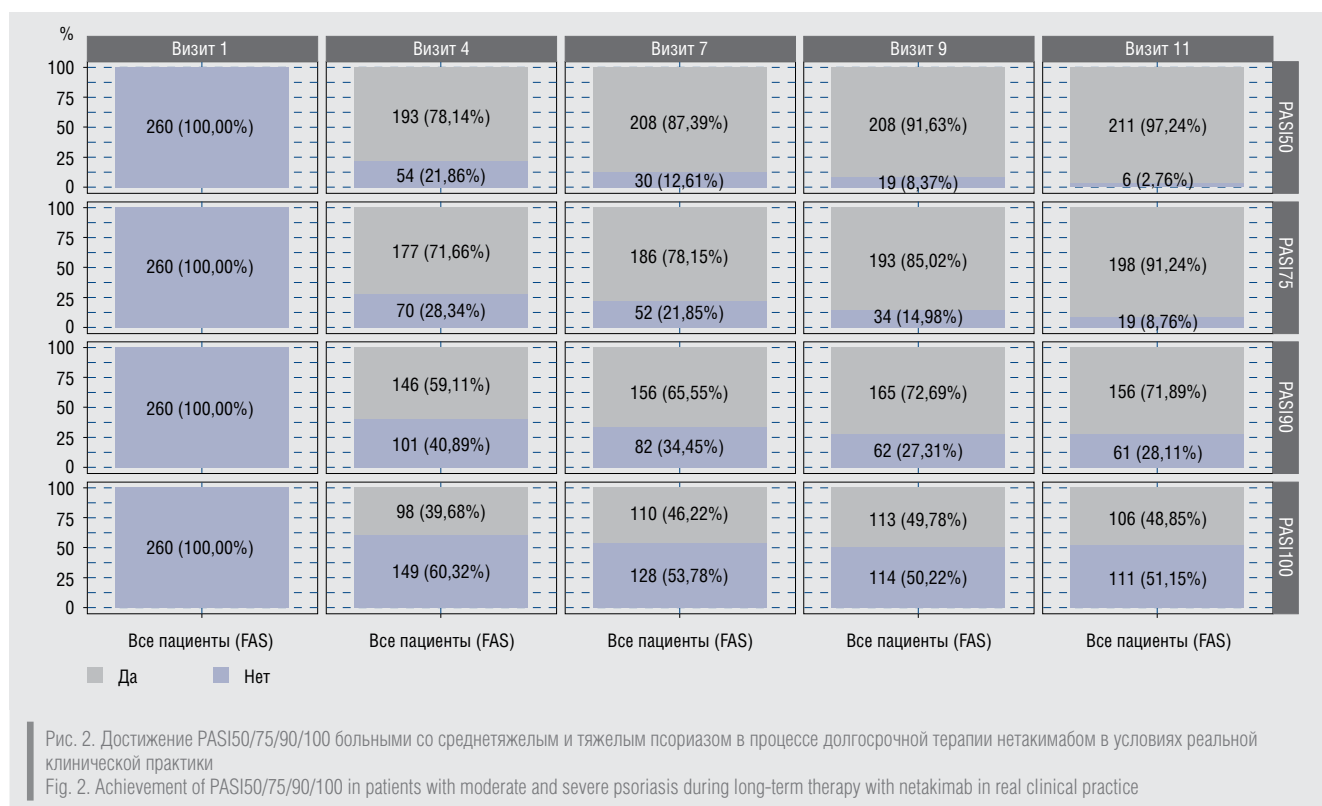 %
Визит 1 Визит 4 Визит 7 Визит 9 Визит 11
100
75
50
25
0
260 (100,00%) 193 (78,14%) 208 (87,39%) 208 (91,63%) 211 (97,24%)
54 (21,86%) 30 (12,61%) 19 (8,37%) 6 (2,76%)
PASI50
100
75
50
25
0
260 (100,00%) 177 (71,66%) 186 (78,15%) 193 (85,02%) 198 (91,24%)
70 (28,34%) 52 (21,85%) 34 (14,98%) 19 (8,76%)
PASI75
100
75
50
25
0
260 (100,00%) 146 (59,11%) 156 (65,55%) 165 (72,69%) 156 (71,89%)
101 (40,89%) 82 (34,45%) 62 (27,31%) 61 (28,11%)
PASI90
100
75
50
25
0
260 (100,00%) 98 (39,68%) 110 (46,22%) 113 (49,78%) 106 (48,85%)
149 (60,32%) 128 (53,78%) 114 (50,22%) 111 (51,15%)
PASI100
Все пациенты (FAS) Все пациенты (FAS) Все пациенты (FAS) Все пациенты (FAS) Все пациенты (FAS)
Да Нет
Рис. 2. Достижение PASI50/75/90/100 больными со среднетяжелым и тяжелым псориазом в процессе долгосрочной терапии нетакимабом в условиях реальной
клинической практики
Fig. 2. Achievement of PASI50/75/90/100 in patients with moderate and severe psoriasis during long-term therapy with netakimab in real clinical practice